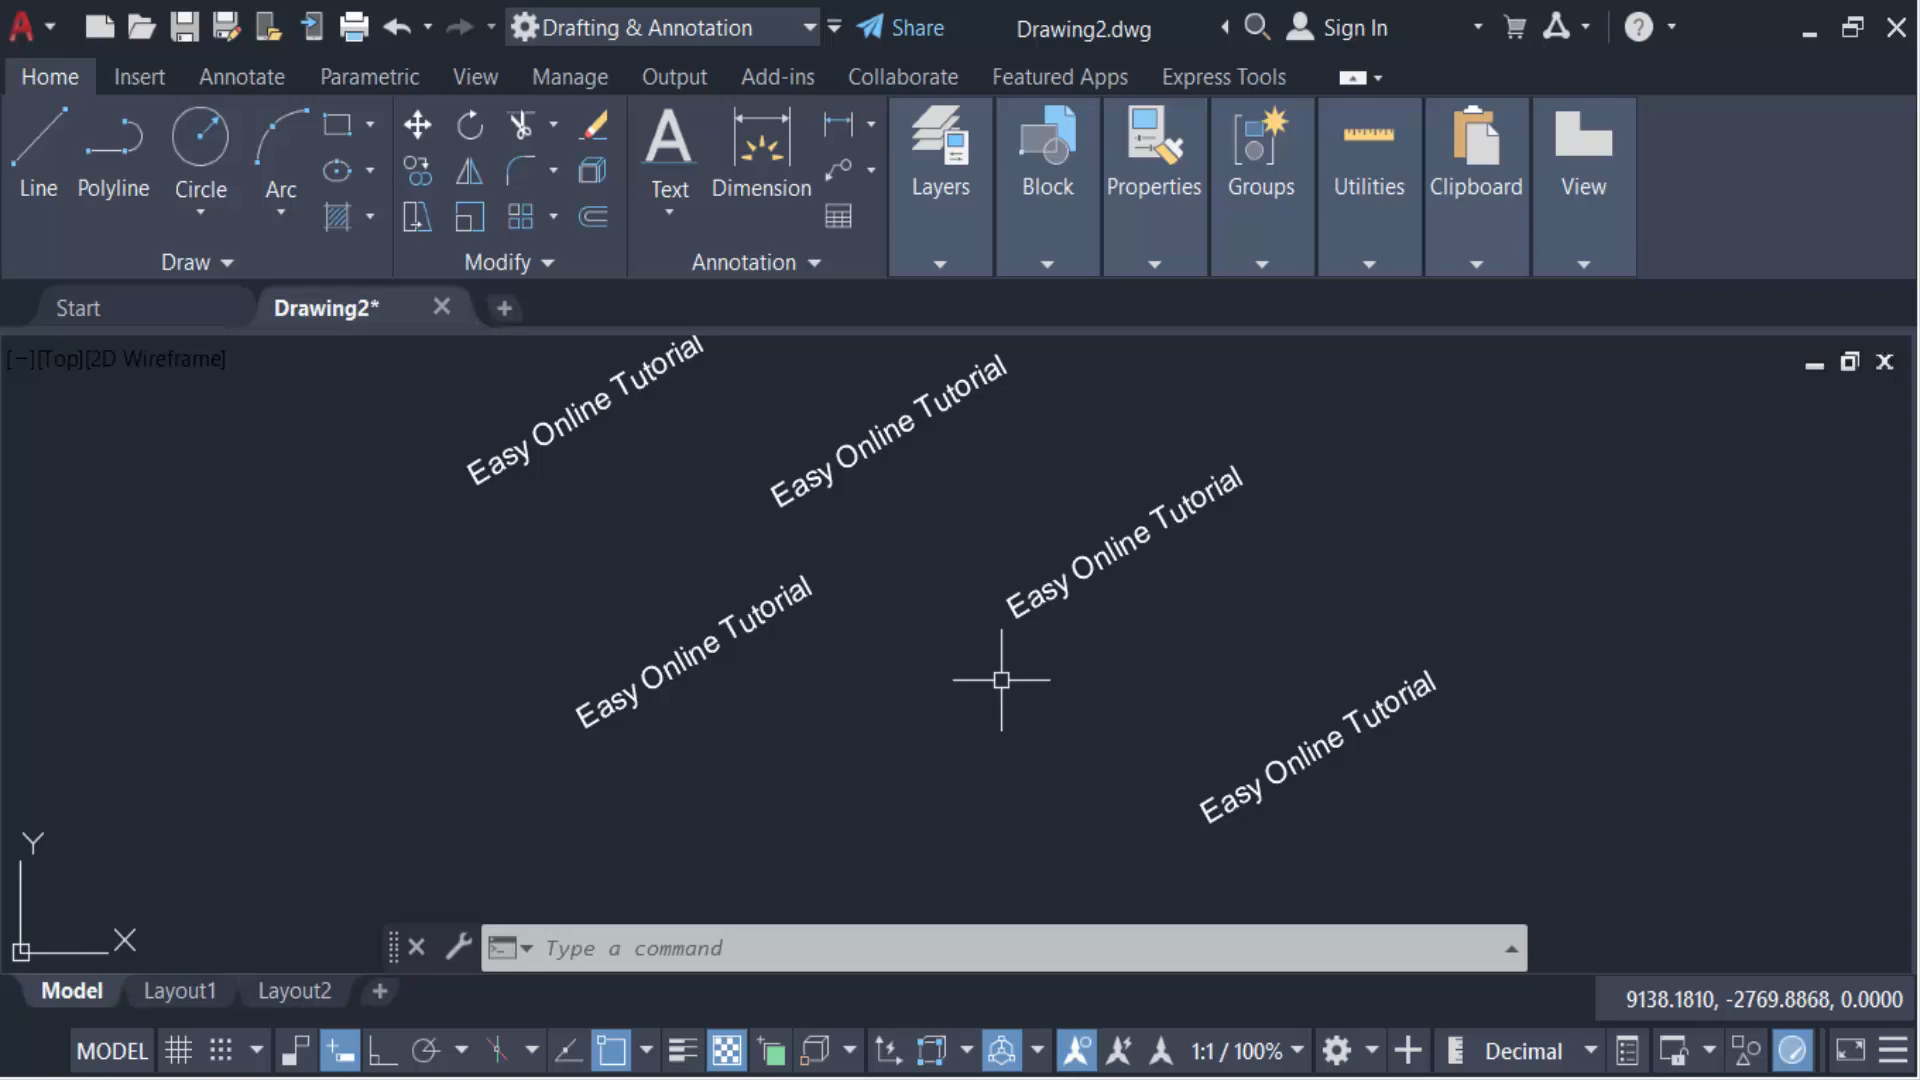 Drafting & Annotation
Share
Drawing2.dwg
Sign In
Home
Insert
Annotate
Parametric
View
Manage
Output
Add-ins
Collaborate
Featured Apps
Express Tools
Line
Polyline
Circle
Arc
Text
Dimension
Layers
Block
Properties
Groups
Utilities
Clipboard
View
Draw
Modify
Annotation
Start
Drawing2*
[−][Top][2D Wireframe]
Easy Online Tutorial
Easy Online Tutorial
Easy Online Tutorial
Easy Online Tutorial
Easy Online Tutorial
Y
X
Type a command
Model
Layout1
Layout2
9138.1810, -2769.8868, 0.0000
MODEL
1:1 / 100%
Decimal